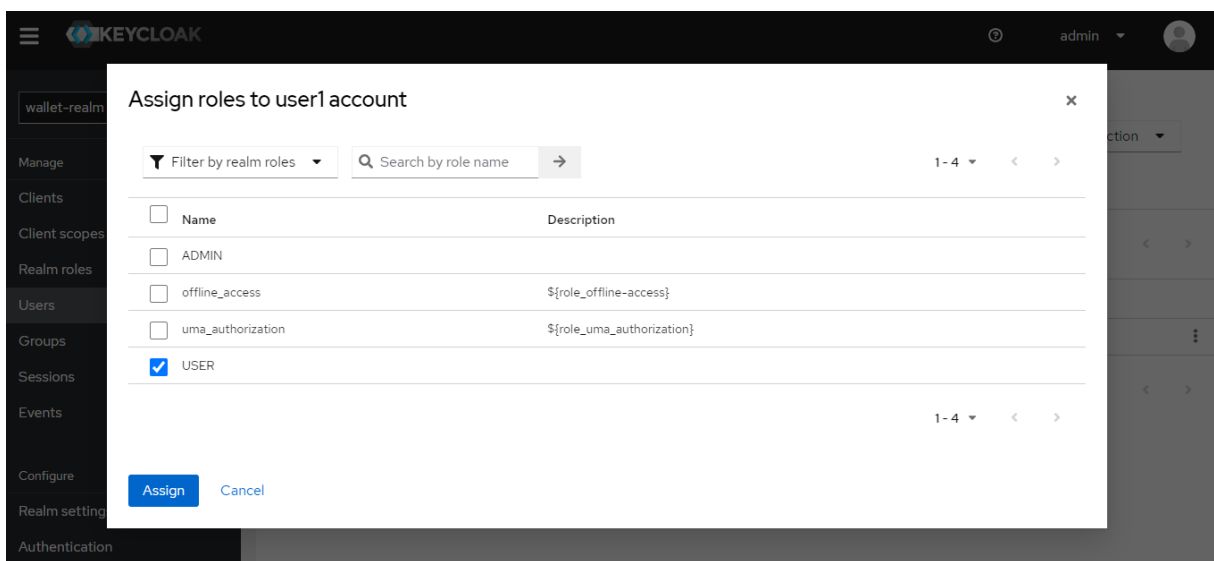 KEYCLOAK
admin
wallet-realm
Assign roles to user1 account
ction
Filter by realm roles
Search by role name
1 - 4
Manage
Clients
Client scopes
Realm roles
Users
Groups
Sessions
Events
Configure
Realm setting
Authentication
Name Description
ADMIN
offline_access ${role_offline-access}
uma_authorization ${role_uma_authorization}
USER
1 - 4
Assign Cancel